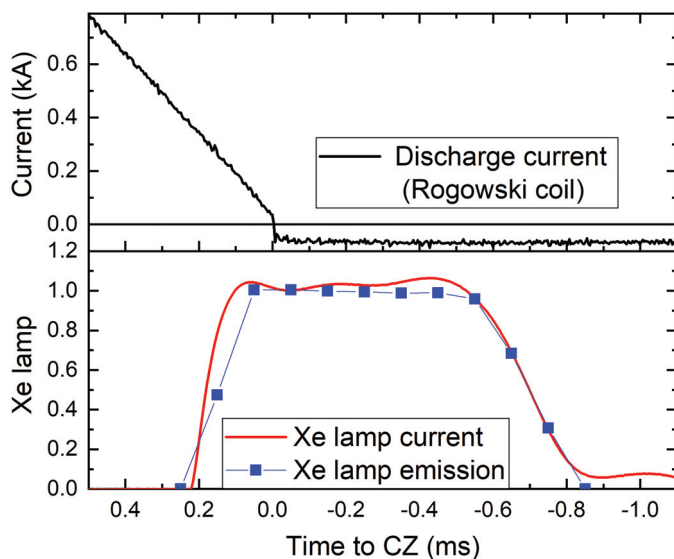 Current (kA)
0.6
0.4
0.2
0.0
Discharge current
(Rogowski coil)
Xe lamp
1.2
1.0
0.8
0.6
0.4
0.2
0.0
Xe lamp current
Xe lamp emission
0.4 0.2 0.0 -0.2 -0.4 -0.6 -0.8 -1.0
Time to CZ (ms)